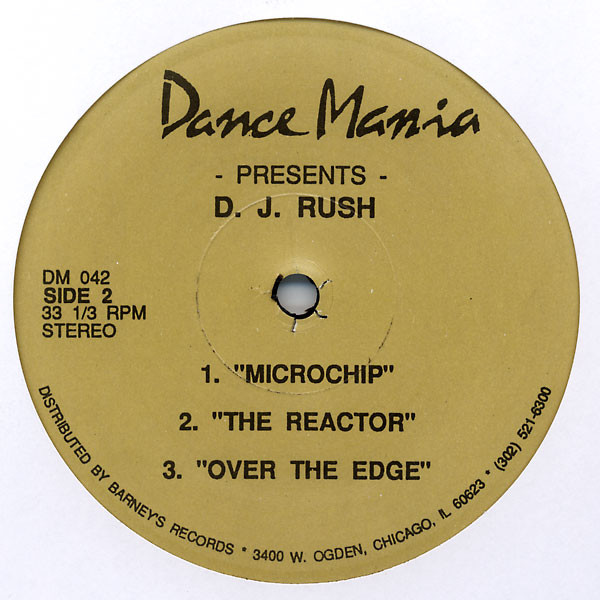 Dance Mania
- PRESENTS -
D. J. RUSH
DM 042
SIDE 2
33 1/3 RPM
STEREO
1. "MICROCHIP"
2. "THE REACTOR"
3. "OVER THE EDGE"
DISTRIBUTED BY BARNEY'S RECORDS * 3400 W. OGDEN, CHICAGO, IL 60623 * (302) 521-6300